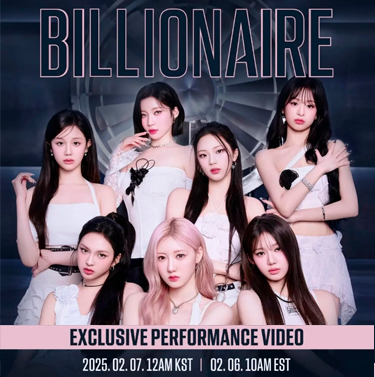 BILLIONAIRE
EXCLUSIVE PERFORMANCE VIDEO
2025. 02. 07. 12AM KST | 02. 06. 10AM EST